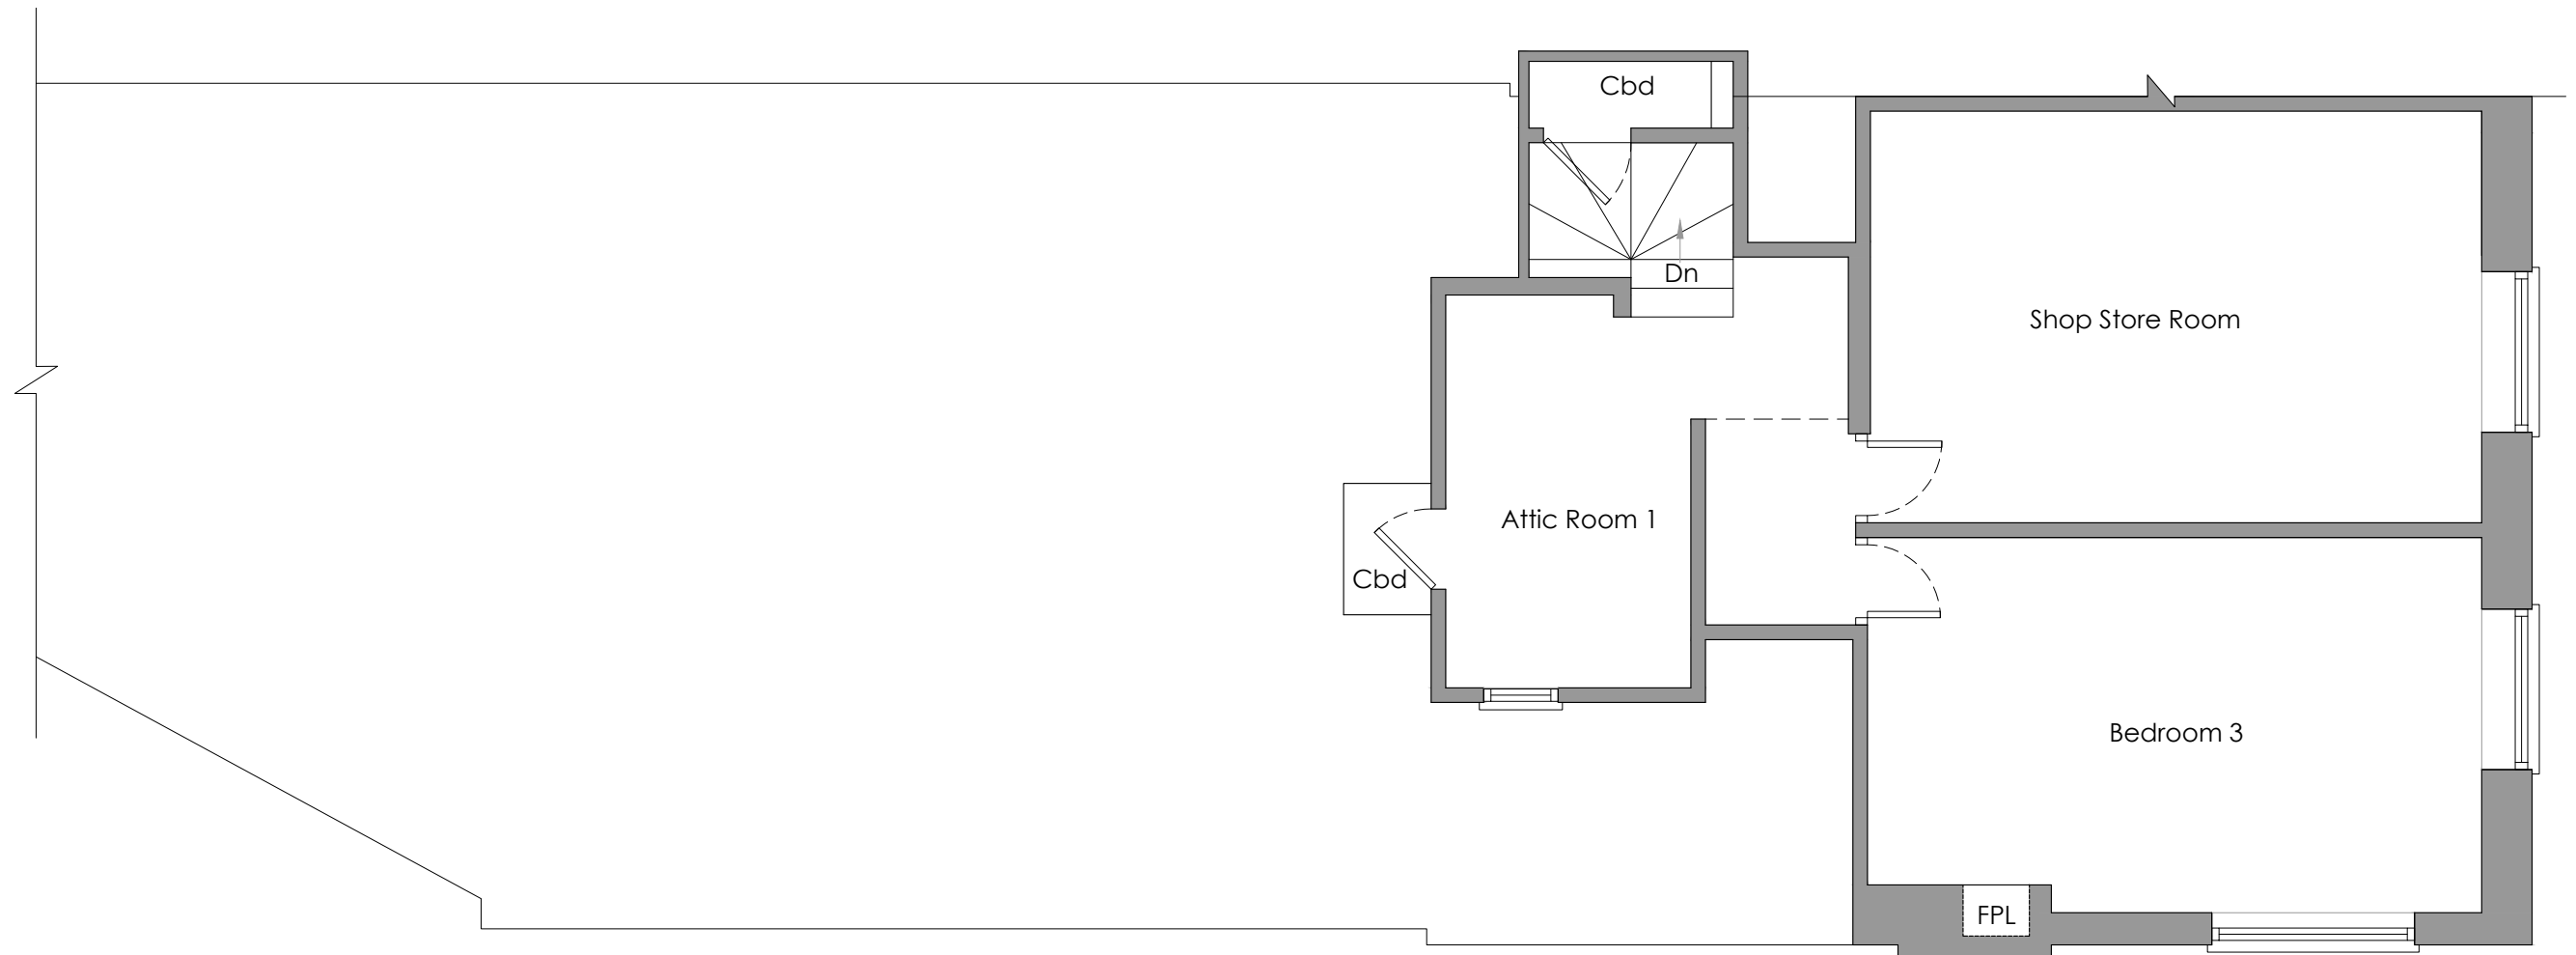 Cbd
Dn
Shop Store Room
Attic Room 1
Cbd
Bedroom 3
FPL